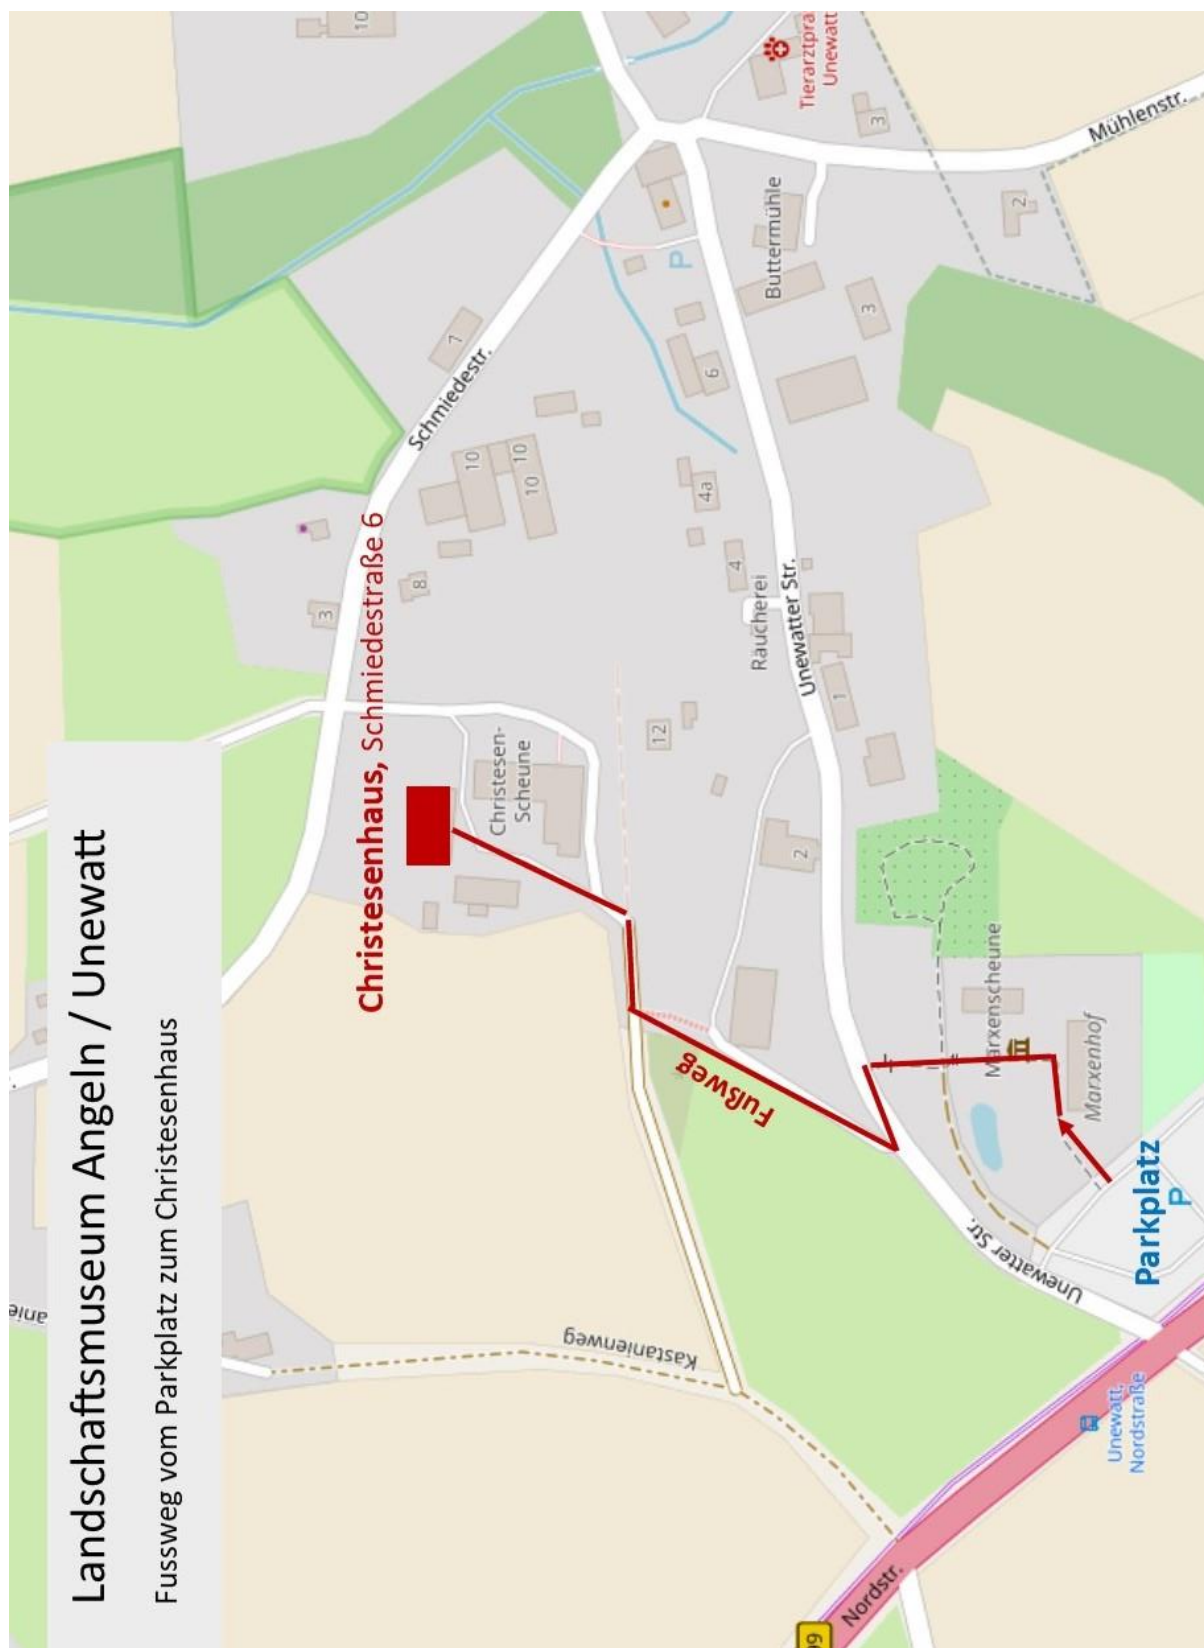 Landschaftsmuseum Angeln / Unewatt
Fussweg vom Parkplatz zum Christesenhaus
Christesenhaus, Schmiedestraße 6
Schmiedestr.
Christesen-
Scheune
Fußweg
Kastanienweg
Nordstr.
Unewatt,
Nordstraße
Unewatter Str.
Parkplatz
P
Marxenhof
Marxenscheune
Unewatter Str.
Räucherei
Buttermühle
P
Mühlenstr.
Tierarztpra
Unewatt
10
7
10
10
10
8
3
12
6
4a
4
1
2
3
3
2